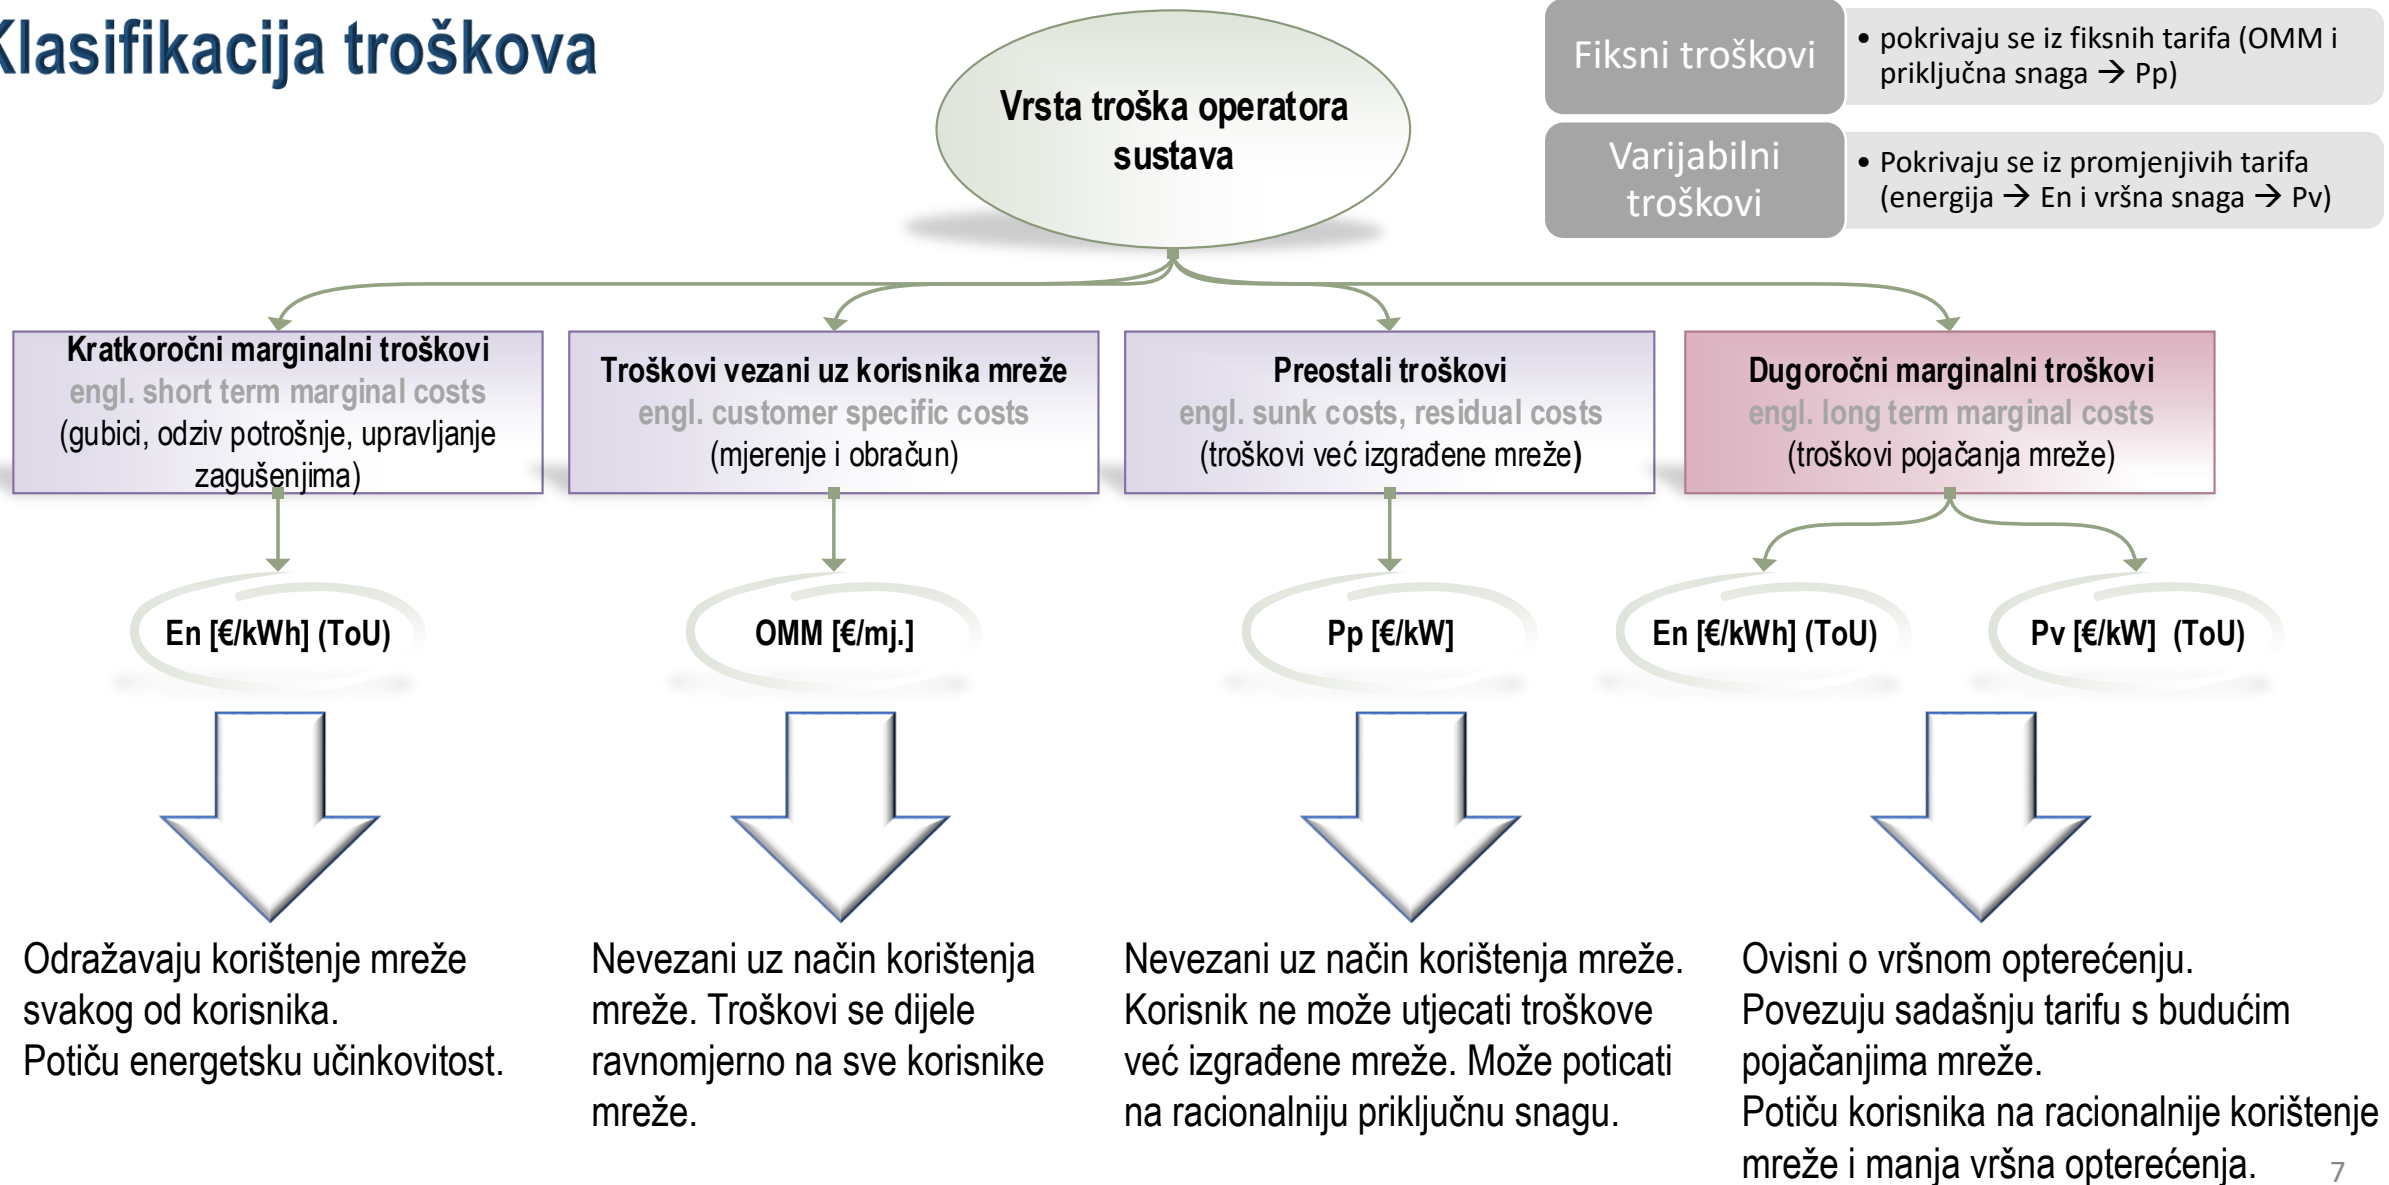 Klasifikacija troškova
Vrsta troška operatora
sustava
Fiksni troškovi
• pokrivaju se iz fiksnih tarifa (OMM i
priključna snaga → Pp)
Varijabilni
troškovi
• Pokrivaju se iz promjenjivih tarifa
(energija → En i vršna snaga → Pv)
Kratkoročni marginalni troškovi
engl. short term marginal costs
(gubici, odziv potrošnje, upravljanje
zagušenjima)
Troškovi vezani uz korisnika mreže
engl. customer specific costs
(mjerenje i obračun)
Preostali troškovi
engl. sunk costs, residual costs
(troškovi već izgrađene mreže)
Dugoročni marginalni troškovi
engl. long term marginal costs
(troškovi pojačanja mreže)
En [€/kWh] (ToU)
OMM [€/mj.]
Pp [€/kW]
En [€/kWh] (ToU)
Pv [€/kW] (ToU)
Odražavaju korištenje mreže
svakog od korisnika.
Potiču energetsku učinkovitost.
Nevezani uz način korištenja
mreže. Troškovi se dijele
ravnomjerno na sve korisnike
mreže.
Nevezani uz način korištenja mreže.
Korisnik ne može utjecati troškove
već izgrađene mreže. Može poticati
na racionalniju priključnu snagu.
Ovisni o vršnom opterećenju.
Povezuju sadašnju tarifu s budućim
pojačanjima mreže.
Potiču korisnika na racionalnije korištenje
mreže i manja vršna opterećenja.
7